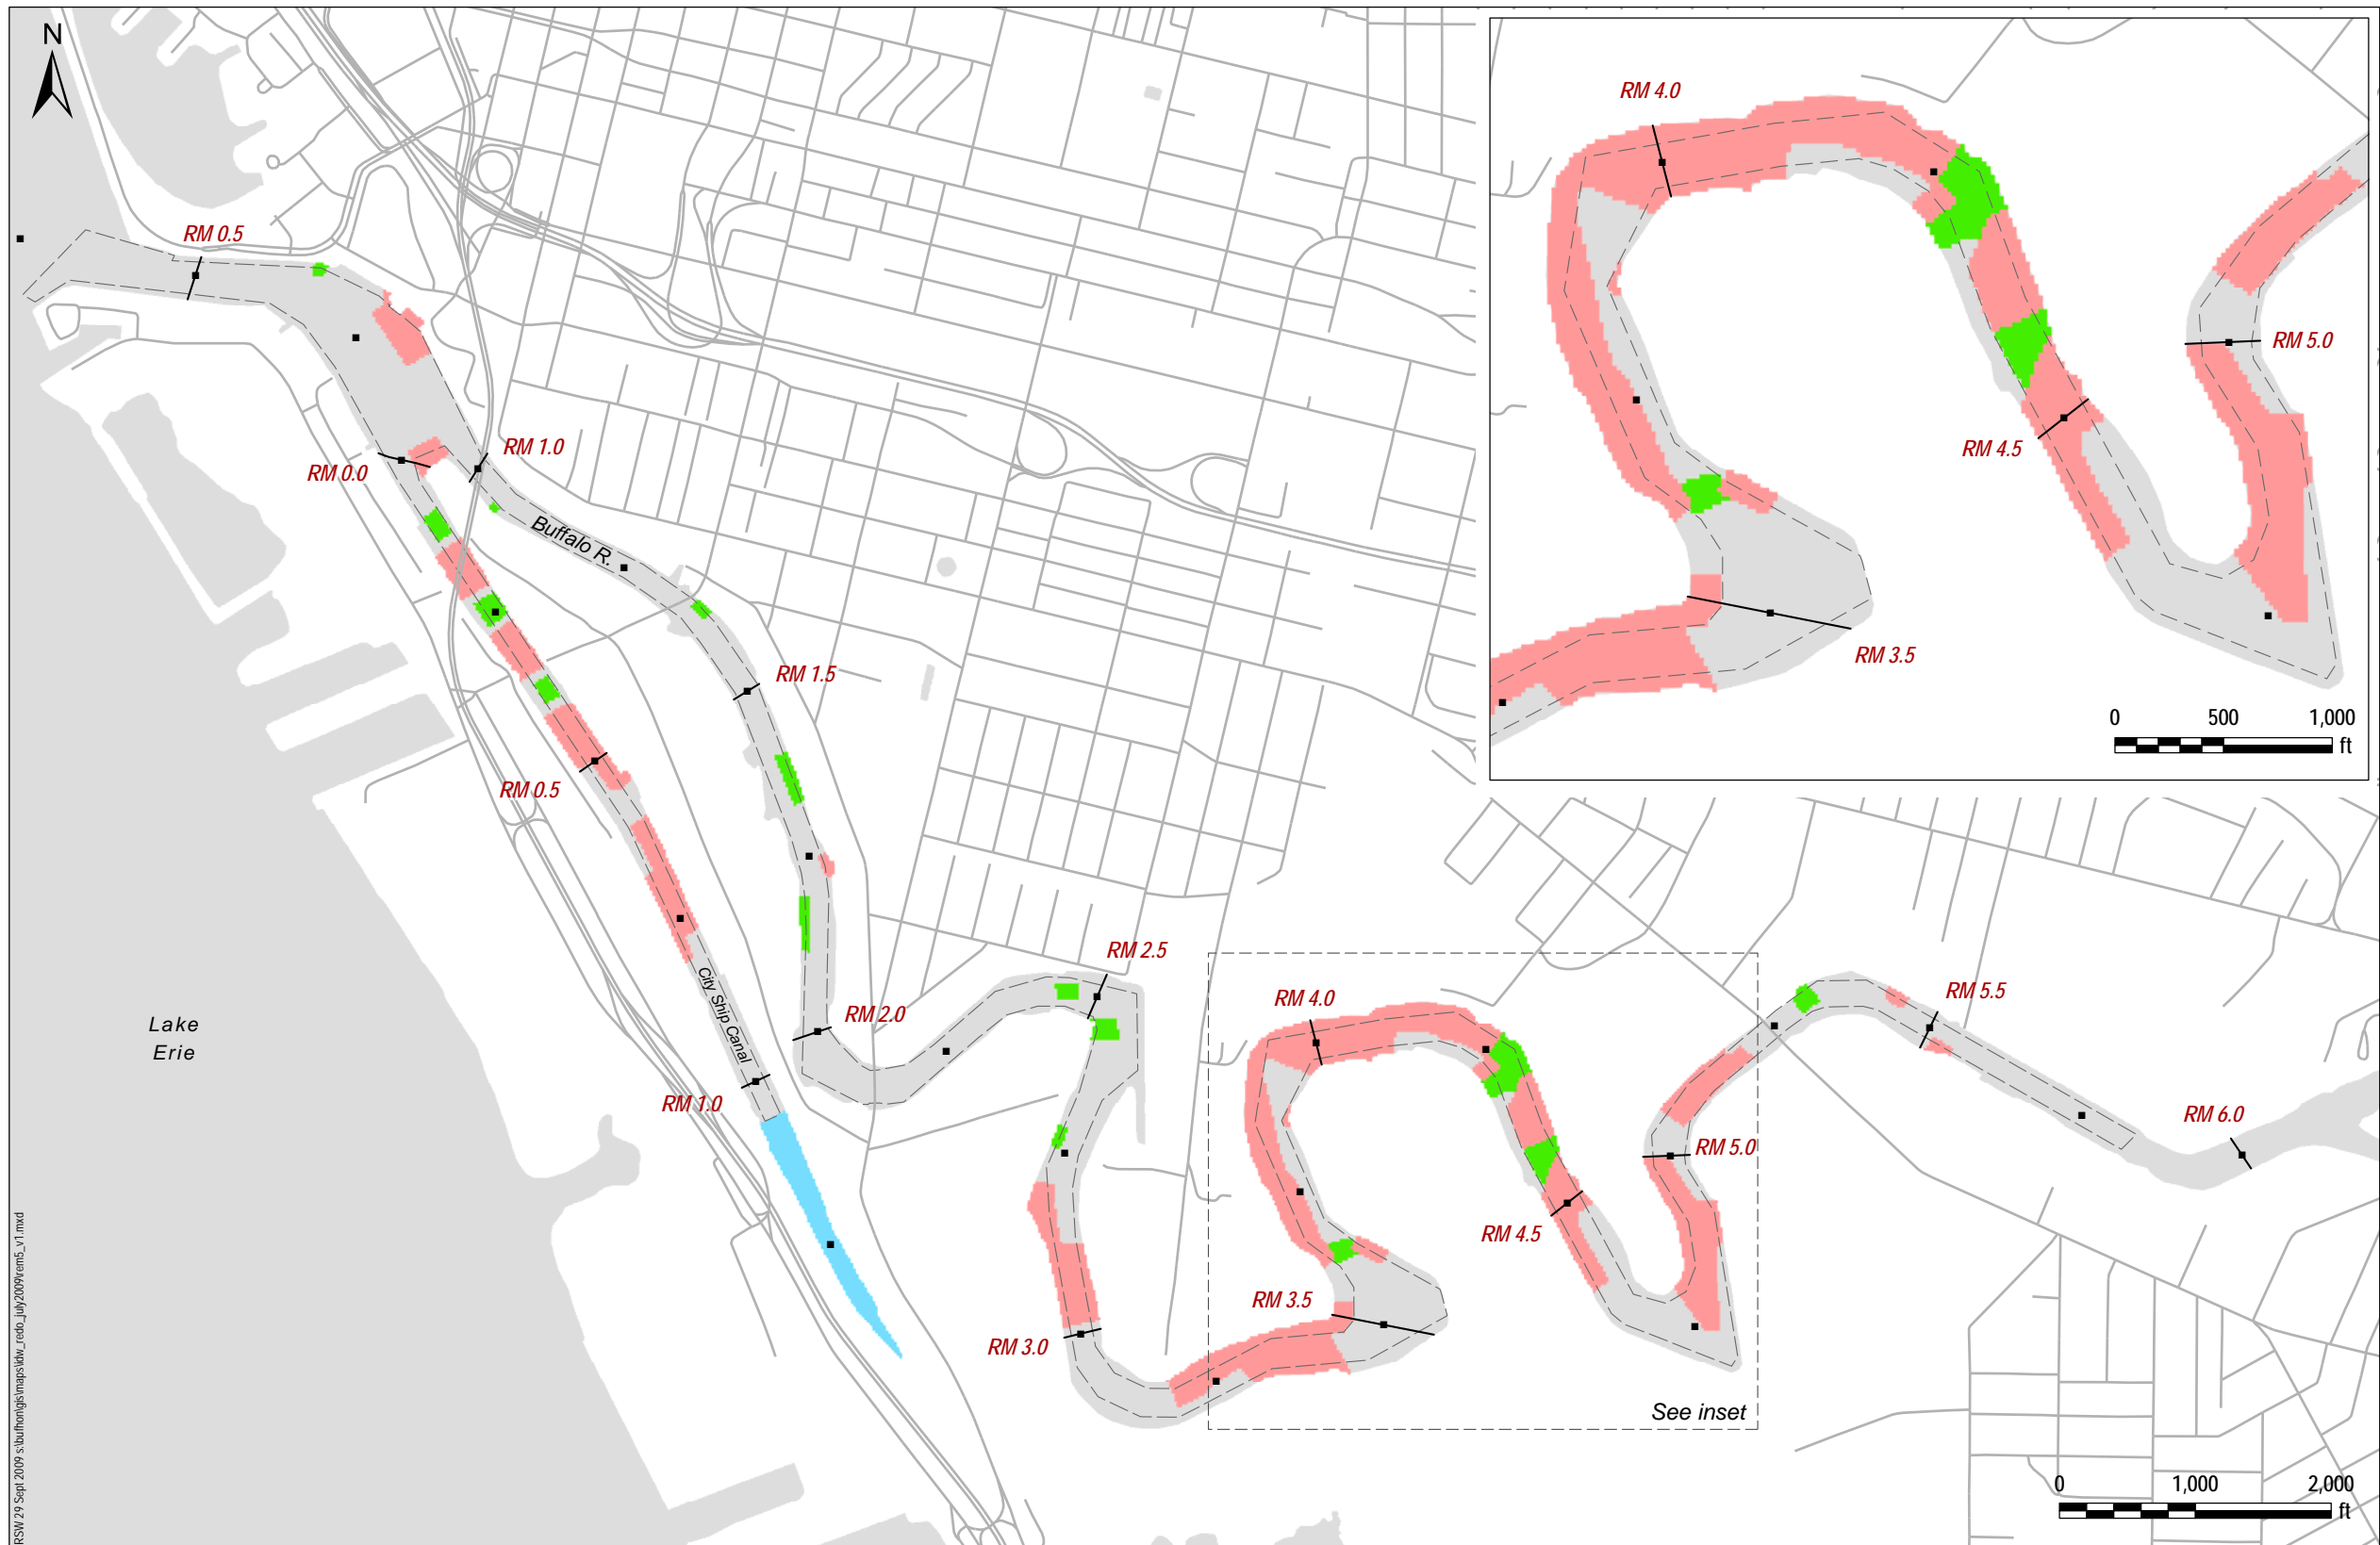 N
RM 0.5
RM 1.0
RM 0.0
Buffalo R.
RM 1.5
RM 0.5
City Ship Canal
RM 2.0
RM 2.5
RM 1.0
Lake
Erie
RM 3.0
RM 3.5
RM 4.0
RM 4.5
RM 5.0
RM 5.5
RM 6.0
See inset
0 1,000 2,000
ft
RM 4.0
RM 4.5
RM 5.0
RM 3.5
0 500 1,000
ft
RSW 29 Sept 2009 s:\bufhon\gis\maps\idw_redo_july2009\rem5_v1.mxd